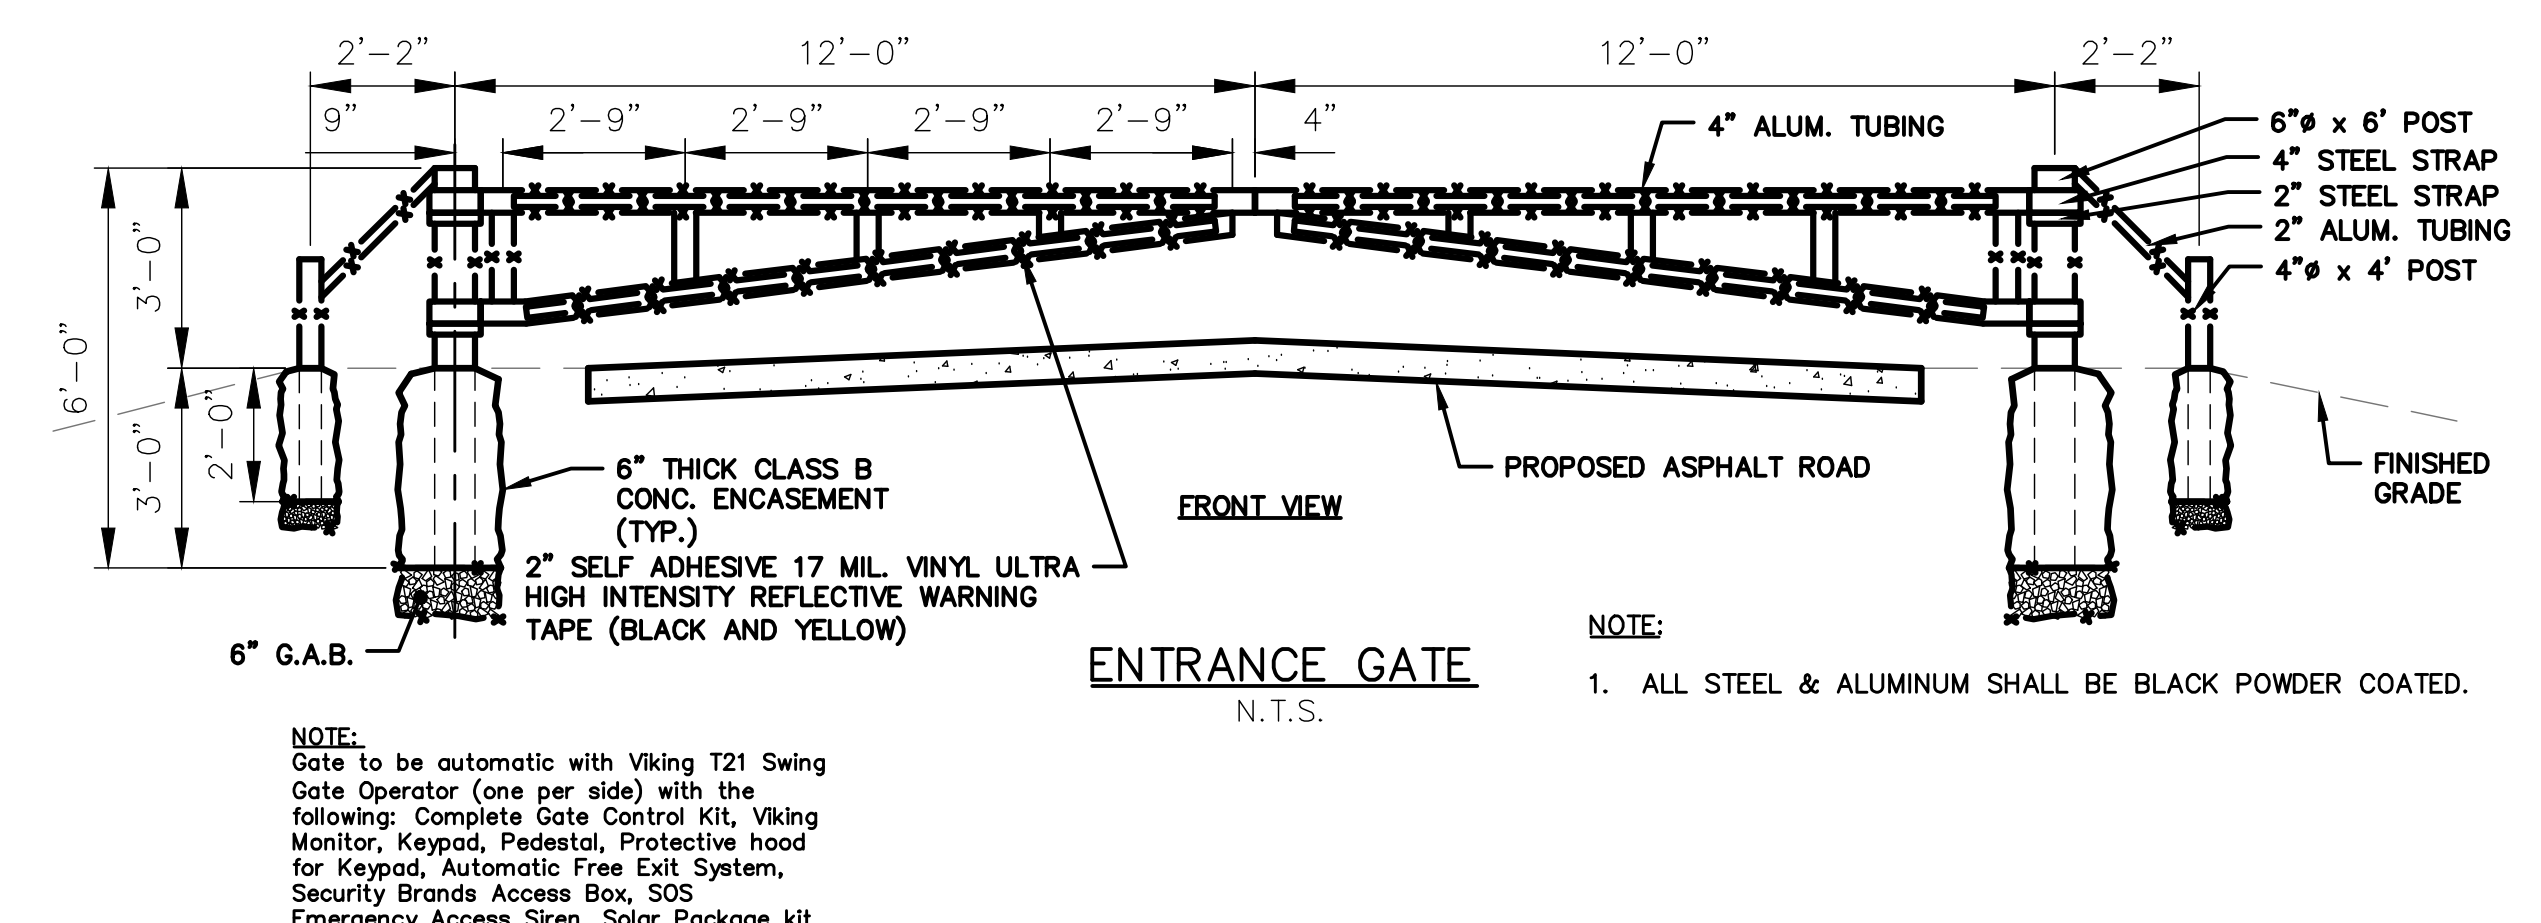 2'-2"
12'-0"
12'-0"
2'-2"
9"
2'-9"
2'-9"
2'-9"
2'-9"
4"
4" ALUM. TUBING
6"ø x 6' POST
4" STEEL STRAP
2" STEEL STRAP
2" ALUM. TUBING
4"ø x 4' POST
3'-0"
6'-0"
3'-0"
2'-0"
6" THICK CLASS B
CONC. ENCASEMENT
(TYP.)
PROPOSED ASPHALT ROAD
FINISHED
GRADE
FRONT VIEW
2" SELF ADHESIVE 17 MIL. VINYL ULTRA
HIGH INTENSITY REFLECTIVE WARNING
TAPE (BLACK AND YELLOW)
6" G.A.B.
ENTRANCE GATE
N.T.S.
NOTE:
1. ALL STEEL & ALUMINUM SHALL BE BLACK POWDER COATED.
NOTE:
Gate to be automatic with Viking T21 Swing
Gate Operator (one per side) with the
following: Complete Gate Control Kit, Viking
Monitor, Keypad, Pedestal, Protective hood
for Keypad, Automatic Free Exit System,
Security Brands Access Box, SOS
Emergency Access Siren, Solar Package kit